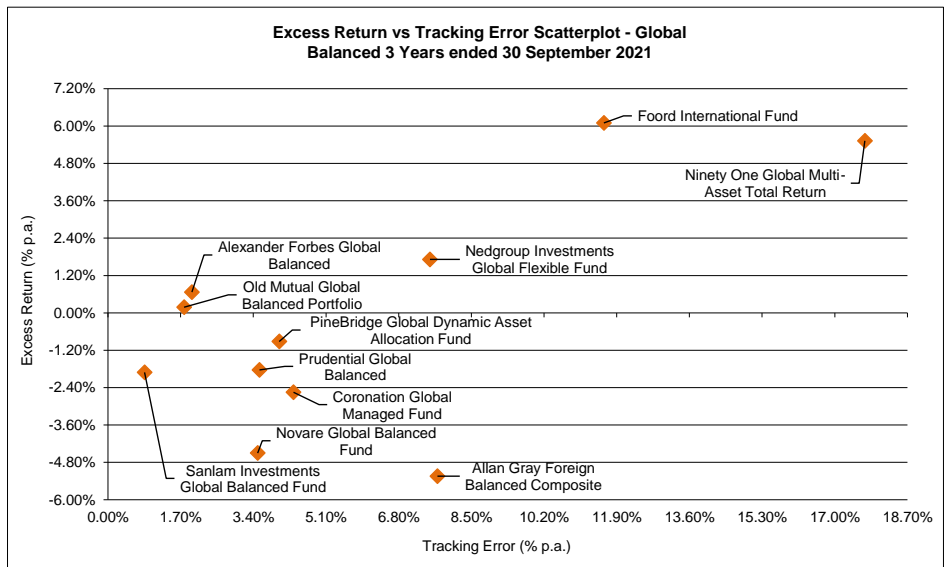 Excess Return vs Tracking Error Scatterplot - Global
Balanced 3 Years ended 30 September 2021
Excess Return (% p.a.)
7.20%
6.00%
4.80%
3.60%
2.40%
1.20%
0.00%
-1.20%
-2.40%
-3.60%
-4.80%
-6.00%
Foord International Fund
Ninety One Global Multi-
Asset Total Return
Alexander Forbes Global
Balanced
Nedgroup Investments
Global Flexible Fund
Old Mutual Global
Balanced Portfolio
PineBridge Global Dynamic Asset
Allocation Fund
Prudential Global
Balanced
Coronation Global
Managed Fund
Novare Global Balanced
Fund
Sanlam Investments
Global Balanced Fund
Allan Gray Foreign
Balanced Composite
0.00% 1.70% 3.40% 5.10% 6.80% 8.50% 10.20% 11.90% 13.60% 15.30% 17.00% 18.70%
Tracking Error (% p.a.)